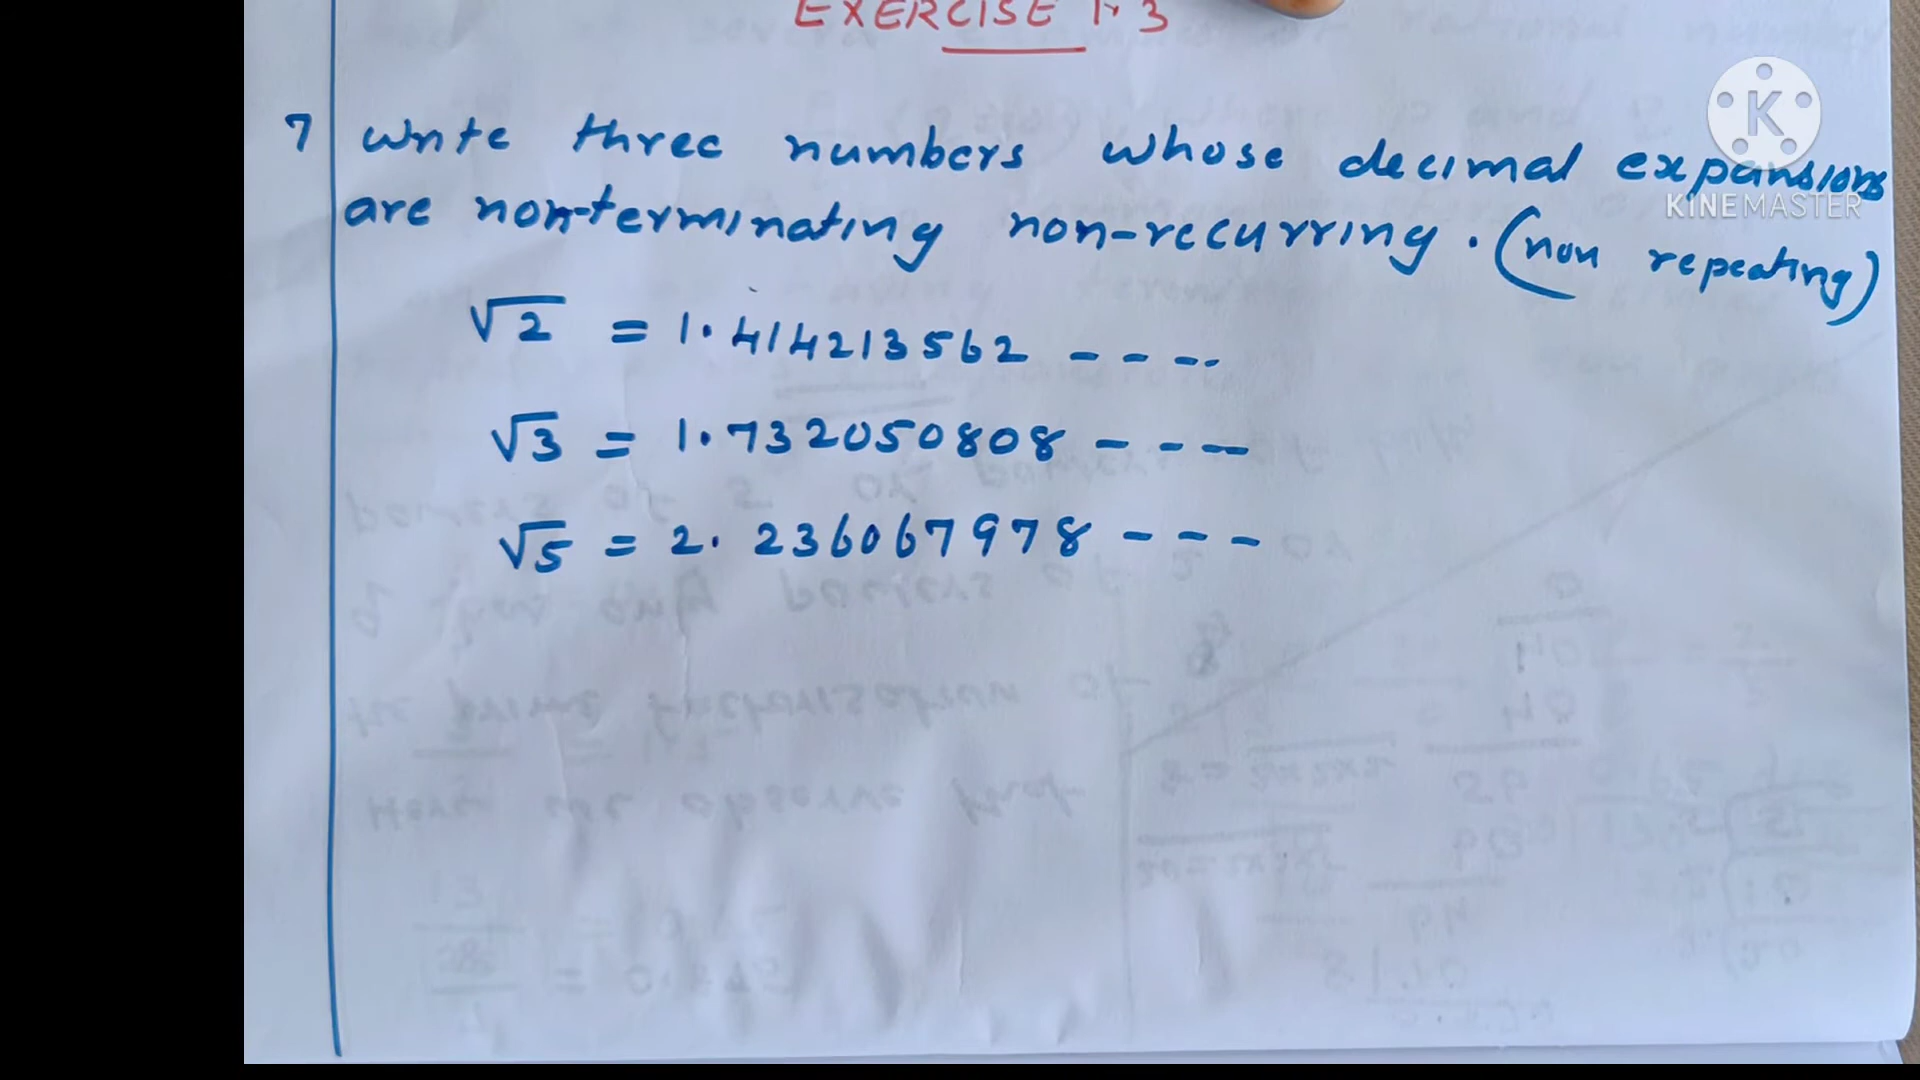 EXERCISE 1.3
7 Write three numbers whose decimal expansions
are non-terminating non-recurring. (non repeating)
√2 = 1.414213562 - - - -
√3 = 1.732050808 - - -
√5 = 2.236067978 - - -
K
KINEMASTER